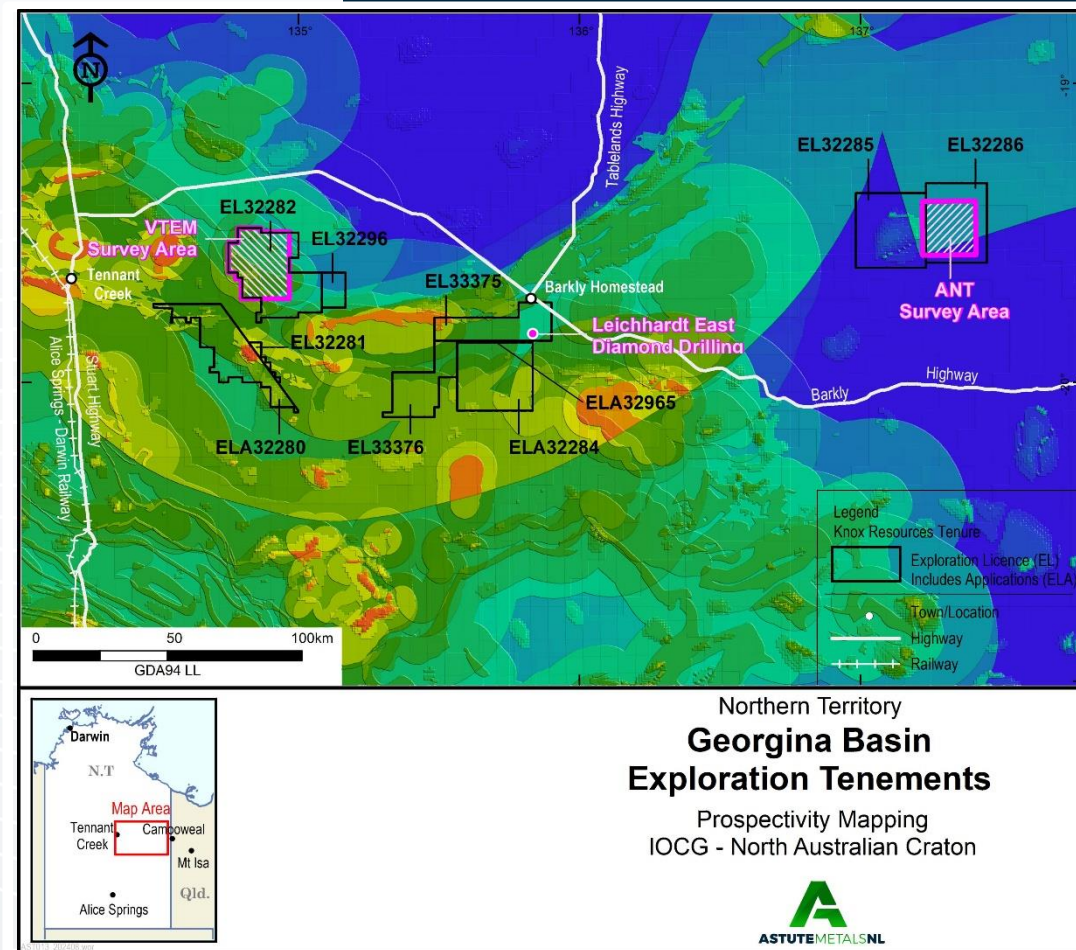 135°
136°
137°
-19°
N
Tablelands Highway
EL32285
EL32286
EL32282
VTEM
Survey Area
EL32296
EL33375
Tennant
Creek
Barkly Homestead
ANT
Survey Area
Leichhardt East
Diamond Drilling
EL32281
Stuart Highway
Alice Springs - Darwin Railway
Barkly
Highway
-20°
ELA32965
ELA32280
EL33376
ELA32284
Legend
Knox Resources Tenure
Exploration Licence (EL)
Includes Applications (ELA)
Town/Location
Highway
Railway
0 50 100km
GDA94 LL
Darwin
N.T
Map Area
Tennant
Creek
Camooweal
Mt Isa
Qld.
Alice Springs
AST013_202408.wor
Northern Territory
Georgina Basin
Exploration Tenements
Prospectivity Mapping
IOCG - North Australian Craton
ASTUTEMETALSNL